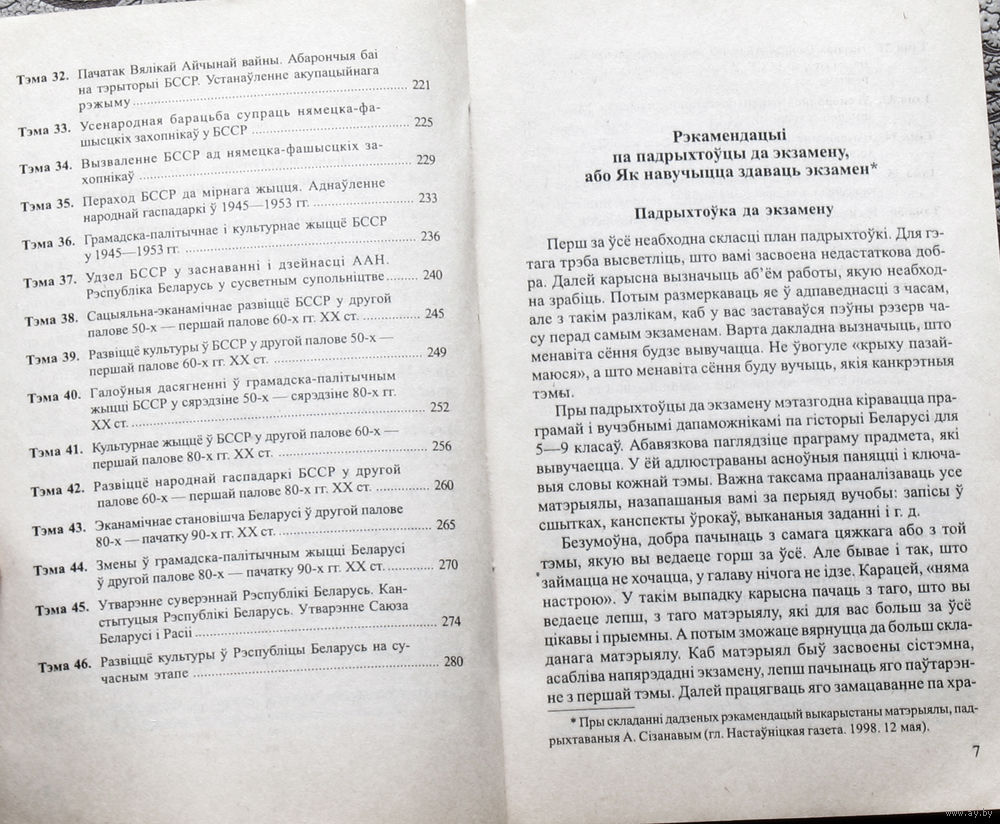 Тэма 32. Пачатак Вялікай Айчыннай вайны. Абарончыя баі
на тэрыторыі БССР. Устанаўленне акупацыйнага
рэжыму ..... 221
Тэма 33. Усенародная барацьба супраць нямецка-фа-
шысцкіх захопнікаў у БССР ..... 225
Тэма 34. Вызваленне БССР ад нямецка-фашысцкіх за-
хопнікаў ..... 229
Тэма 35. Пераход БССР да мірнага жыцця. Аднаўленне
народнай гаспадаркі ў 1945—1953 гг. ..... 233
Тэма 36. Грамадска-палітычнае і культурнае жыццё БССР
у 1945—1953 гг. ..... 236
Тэма 37. Удзел БССР у заснаванні і дзейнасці ААН.
Рэспубліка Беларусь у сусветным супольніцтве ..... 240
Тэма 38. Сацыяльна-эканамічнае развіццё БССР у другой
палове 50-х — першай палове 60-х гг. XX ст. ..... 245
Тэма 39. Развіццё культуры ў БССР у другой палове 50-х —
першай палове 60-х гг. XX ст. ..... 249
Тэма 40. Галоўныя дасягненні ў грамадска-палітычным
жыцці БССР у сярэдзіне 50-х — сярэдзіне 80-х гг.
XX ст. ..... 252
Тэма 41. Культурнае жыццё ў БССР у другой палове 60-х —
першай палове 80-х гг. XX ст. ..... 256
Тэма 42. Развіццё народнай гаспадаркі БССР у другой
палове 60-х — першай палове 80-х гг. XX ст. ..... 260
Тэма 43. Эканамічнае становішча Беларусі ў другой палове
80-х — пачатку 90-х гг. XX ст. ..... 265
Тэма 44. Змены ў грамадска-палітычным жыцці Беларусі
ў другой палове 80-х — пачатку 90-х гг. XX ст. ..... 270
Тэма 45. Утварэнне суверэннай Рэспублікі Беларусь. Кан-
стытуцыя Рэспублікі Беларусь. Утварэнне Саюза
Беларусі і Расіі ..... 274
Тэма 46. Развіццё культуры ў Рэспубліцы Беларусь на су-
часным этапе ..... 280
Рэкамендацыі
па падрыхтоўцы да экзамену,
або Як навучыцца здаваць экзамен*
Падрыхтоўка да экзамену
Перш за ўсё неабходна скласці план падрыхтоўкі. Для гэ-
тага трэба высветліць, што вамі засвоена недастаткова доб-
ра. Далей карысна вызначыць аб’ём работы, якую неабход-
на зрабіць. Потым размеркаваць яе ў адпаведнасці з часам,
але з такім разлікам, каб у вас заставаўся пэўны рэзерв ча-
су перад самым экзаменам. Варта дакладна вызначыць, што
менавіта сёння будзе вывучацца. Не ўвогуле «крыху пазай-
маюся», а што менавіта сёння буду вучыць, якія канкрэтныя
тэмы.
Пры падрыхтоўцы да экзамену мэтазгодна кіравацца пра-
грамай і вучэбнымі дапаможнікамі па гісторыі Беларусі для
5—9 класаў. Абавязкова паглядзіце праграму прадмета, які
вывучаецца. У ёй адлюстраваны асноўныя паняцці і ключа-
выя словы кожнай тэмы. Важна таксама прааналізаваць усе
матэрыялы, назапашаныя вамі за перыяд вучобы: запісы ў
сшытках, канспекты ўрокаў, выкананыя заданні і г. д.
Безумоўна, добра пачынаць з самага цяжкага або з той
тэмы, якую вы ведаеце горш за ўсё. Але бывае і так, што
займацца не хочацца, у галаву нічога не ідзе. Карацей, «няма
настрою». У такім выпадку карысна пачаць з таго, што вы
ведаеце лепш, з таго матэрыялу, які для вас больш за ўсё
цікавы і прыемны. А потым зможаце вярнуцца да больш скла-
данага матэрыялу. Каб матэрыял быў засвоены сістэмна,
асабліва напярэдадні экзамену, лепш пачынаць яго паўтарэн-
не з першай тэмы. Далей працягваць яго замацаванне па хра-
* Пры складанні дадзеных рэкамендацый выкарыстаны матэрыялы, пад-
рыхтаваныя А. Сізанавым (гл. Настаўніцкая газета. 1998. 12 мая).
7
www.ay.by